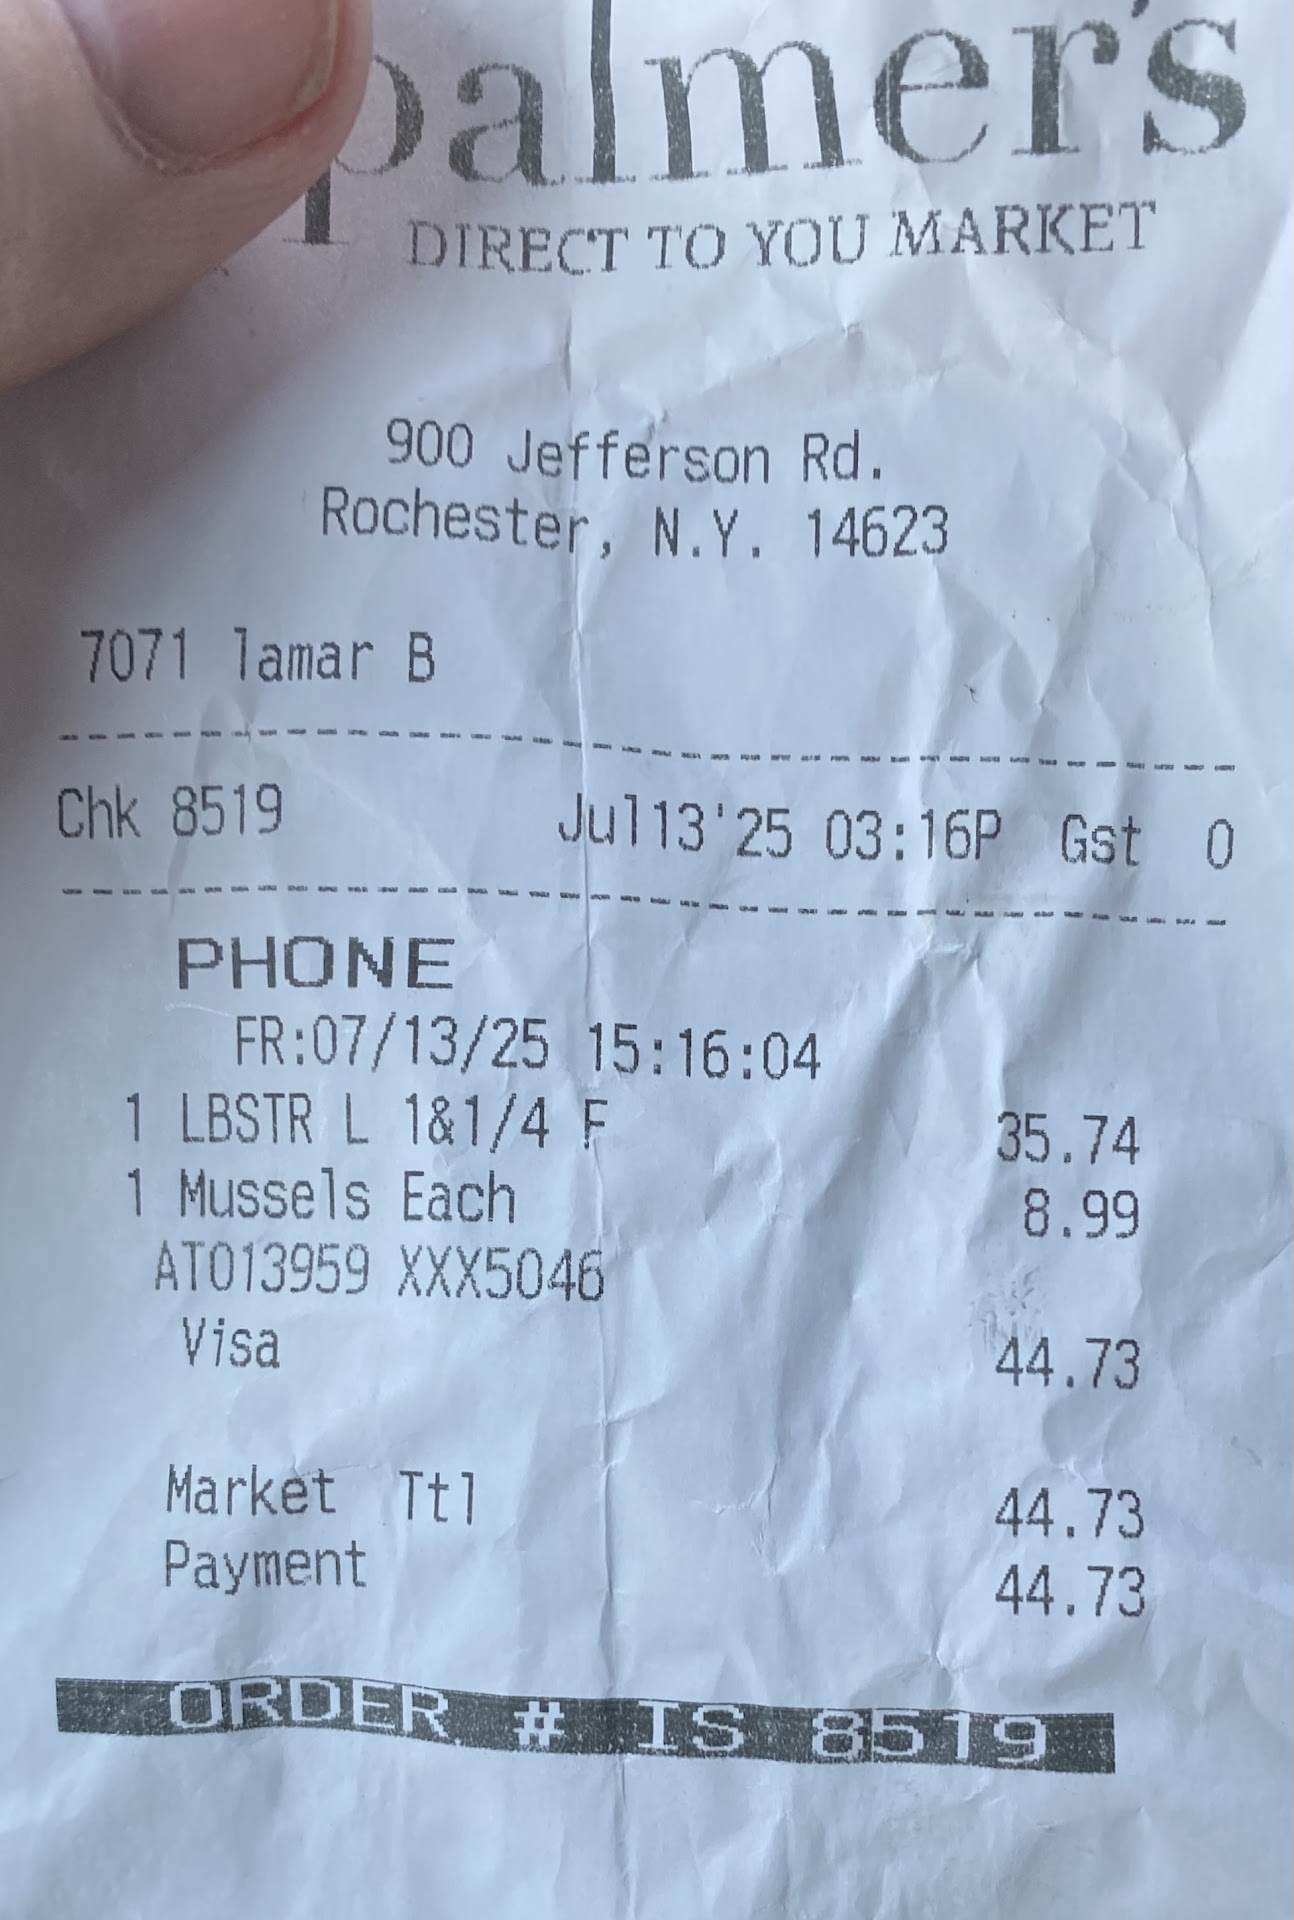 palmer's
DIRECT TO YOU MARKET
900 Jefferson Rd.
Rochester, N.Y. 14623
7071 lamar B
Chk 8519 Jul13'25 03:16P Gst 0
PHONE
FR:07/13/25 15:16:04
1 LBSTR L 1&1/4 F 35.74
1 Mussels Each 8.99
AT013959 XXX5046
Visa 44.73
Market Ttl 44.73
Payment 44.73
ORDER # IS 8519